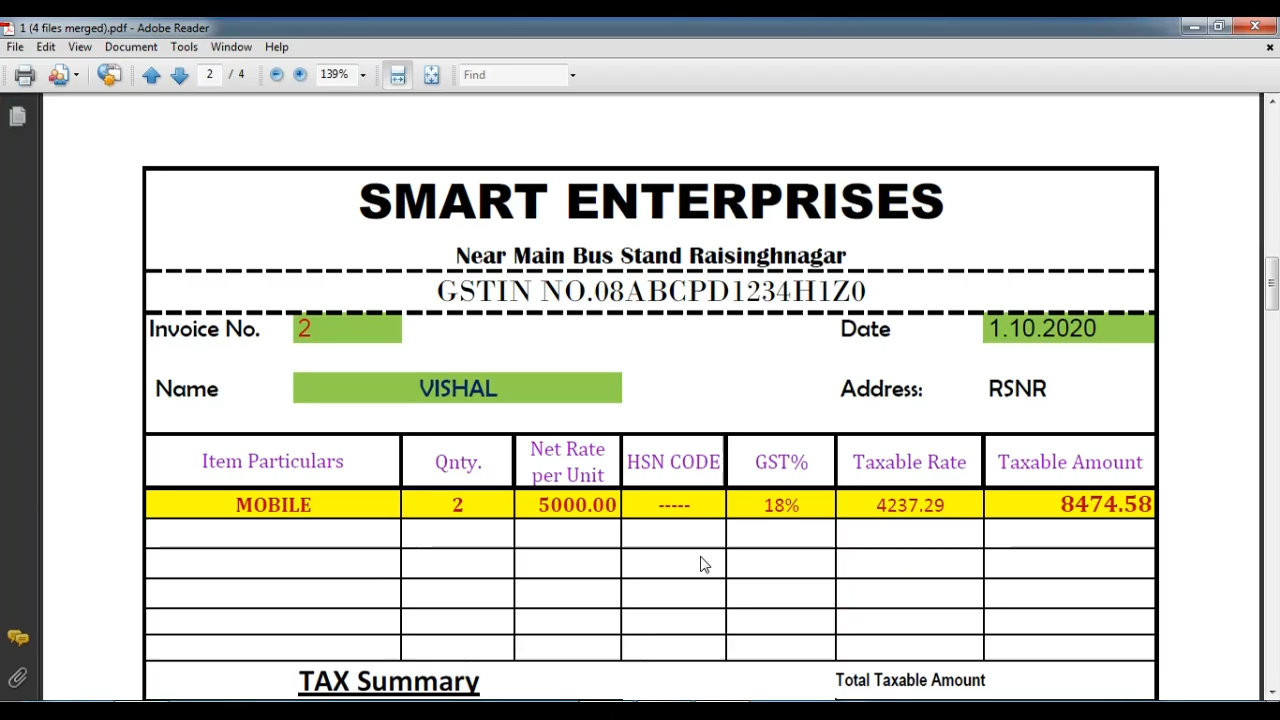 1 (4 files merged).pdf - Adobe Reader
File Edit View Document Tools Window Help
2 / 4 139% Find
SMART ENTERPRISES
Near Main Bus Stand Raisinghnagar
GSTIN NO.08ABCPD1234H1Z0
Invoice No. 2 Date 1.10.2020
Name VISHAL Address: RSNR
Item Particulars Qnty. Net Rate per Unit HSN CODE GST% Taxable Rate Taxable Amount
MOBILE 2 5000.00 ----- 18% 4237.29 8474.58
TAX Summary Total Taxable Amount